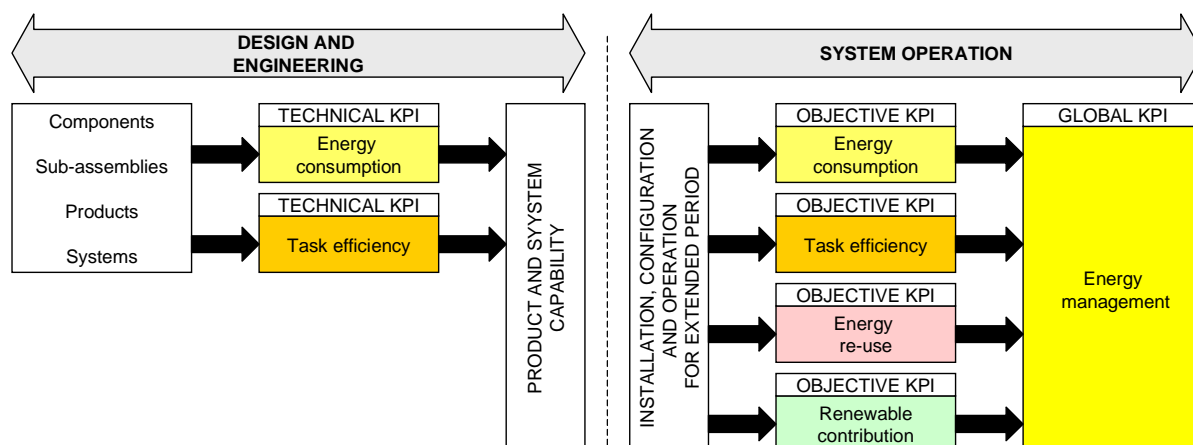 DESIGN AND
ENGINEERING
SYSTEM OPERATION
Components
Sub-assemblies
Products
Systems
TECHNICAL KPI
Energy
consumption
TECHNICAL KPI
Task efficiency
PRODUCT AND SYYSTEM
CAPABILITY
INSTALLATION, CONFIGURATION
AND OPERATION
FOR EXTENDED PERIOD
OBJECTIVE KPI
Energy
consumption
OBJECTIVE KPI
Task efficiency
OBJECTIVE KPI
Energy
re-use
OBJECTIVE KPI
Renewable
contribution
GLOBAL KPI
Energy
management